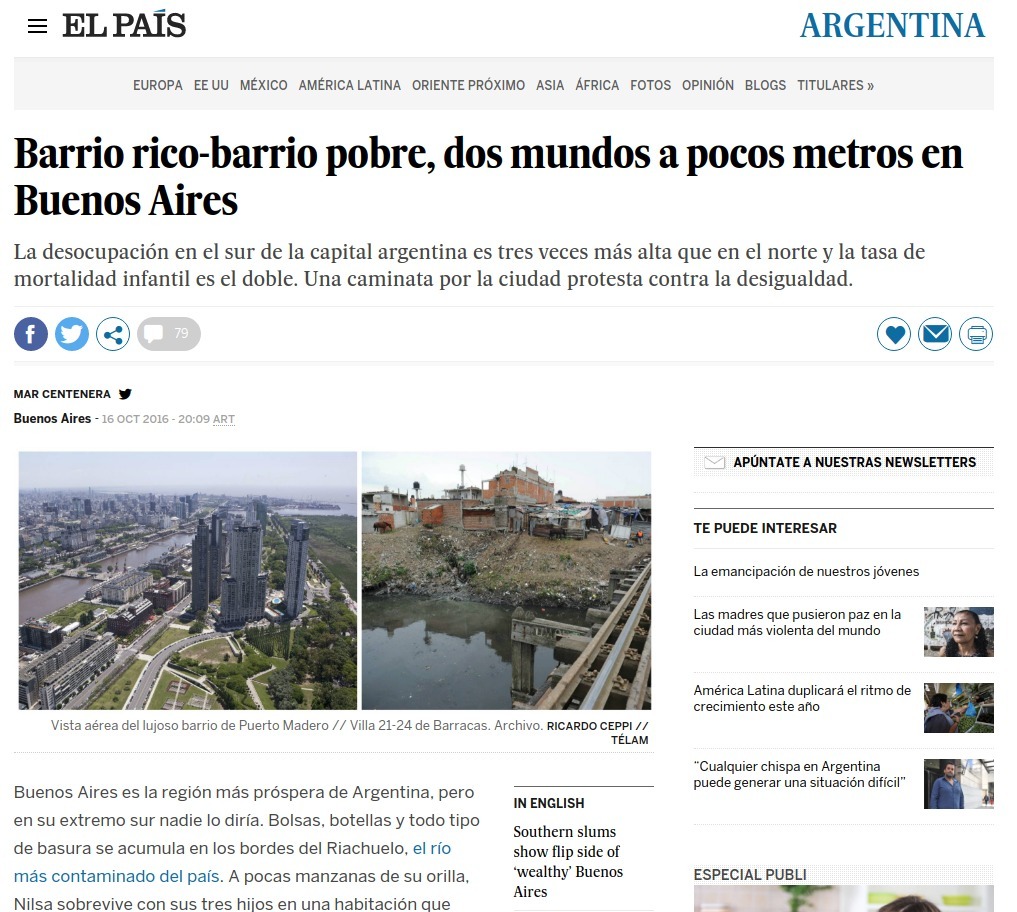 EL PAÍS
ARGENTINA
EUROPA EE UU MÉXICO AMÉRICA LATINA ORIENTE PRÓXIMO ASIA ÁFRICA FOTOS OPINIÓN BLOGS TITULARES »
Barrio rico-barrio pobre, dos mundos a pocos metros en
Buenos Aires
La desocupación en el sur de la capital argentina es tres veces más alta que en el norte y la tasa de
mortalidad infantil es el doble. Una caminata por la ciudad protesta contra la desigualdad.
79
MAR CENTENERA
Buenos Aires - 16 OCT 2016 - 20:09 ART
Vista aérea del lujoso barrio de Puerto Madero // Villa 21-24 de Barracas. Archivo. RICARDO CEPPI //
TÉLAM
Buenos Aires es la región más próspera de Argentina, pero
en su extremo sur nadie lo diría. Bolsas, botellas y todo tipo
de basura se acumula en los bordes del Riachuelo, el río
más contaminado del país. A pocas manzanas de su orilla,
Nilsa sobrevive con sus tres hijos en una habitación que
IN ENGLISH
Southern slums
show flip side of
‘wealthy’ Buenos
Aires
APÚNTATE A NUESTRAS NEWSLETTERS
TE PUEDE INTERESAR
La emancipación de nuestros jóvenes
Las madres que pusieron paz en la
ciudad más violenta del mundo
América Latina duplicará el ritmo de
crecimiento este año
“Cualquier chispa en Argentina
puede generar una situación difícil”
ESPECIAL PUBLI